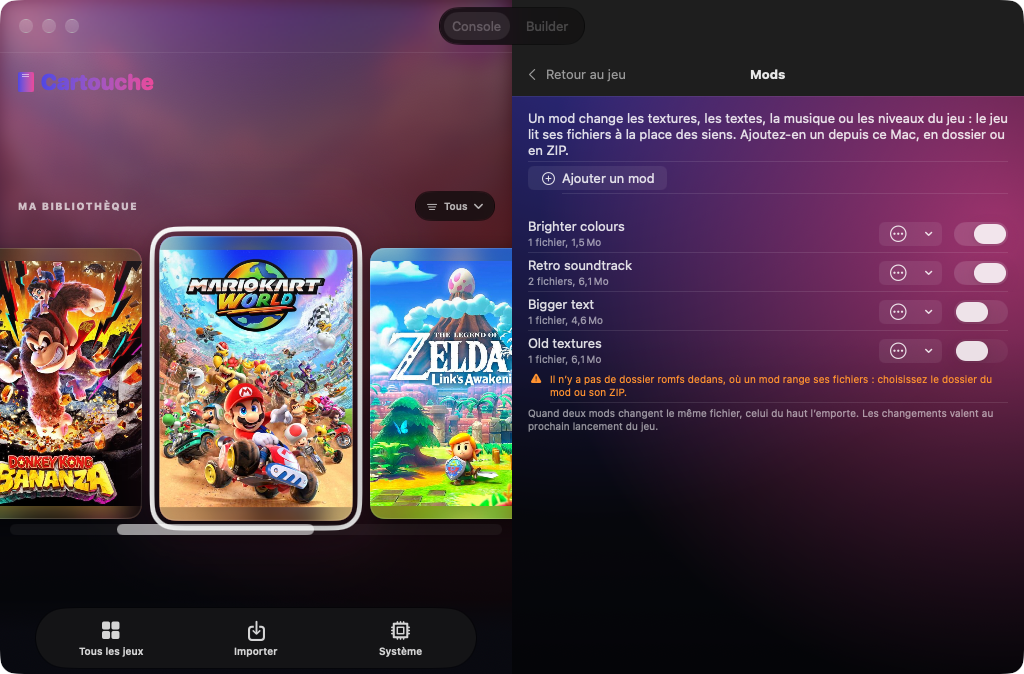 Console
Builder
Cartouche
MA BIBLIOTHÈQUE
Tous
DONKEY KONG
BANANZA
MARIOKART
WORLD
THE LEGEND OF
ZELDA
Link's Awakeni
Tous les jeux
Importer
Système
Retour au jeu
Mods
Un mod change les textures, les textes, la musique ou les niveaux du jeu : le jeu
lit ses fichiers à la place des siens. Ajoutez-en un depuis ce Mac, en dossier ou
en ZIP.
Ajouter un mod
Brighter colours
1 fichier, 1,5 Mo
Retro soundtrack
2 fichiers, 6,1 Mo
Bigger text
1 fichier, 4,6 Mo
Old textures
1 fichier, 6,1 Mo
Il n’y a pas de dossier romfs dedans, où un mod range ses fichiers : choisissez le dossier du
mod ou son ZIP.
Quand deux mods changent le même fichier, celui du haut l’emporte. Les changements valent au
prochain lancement du jeu.